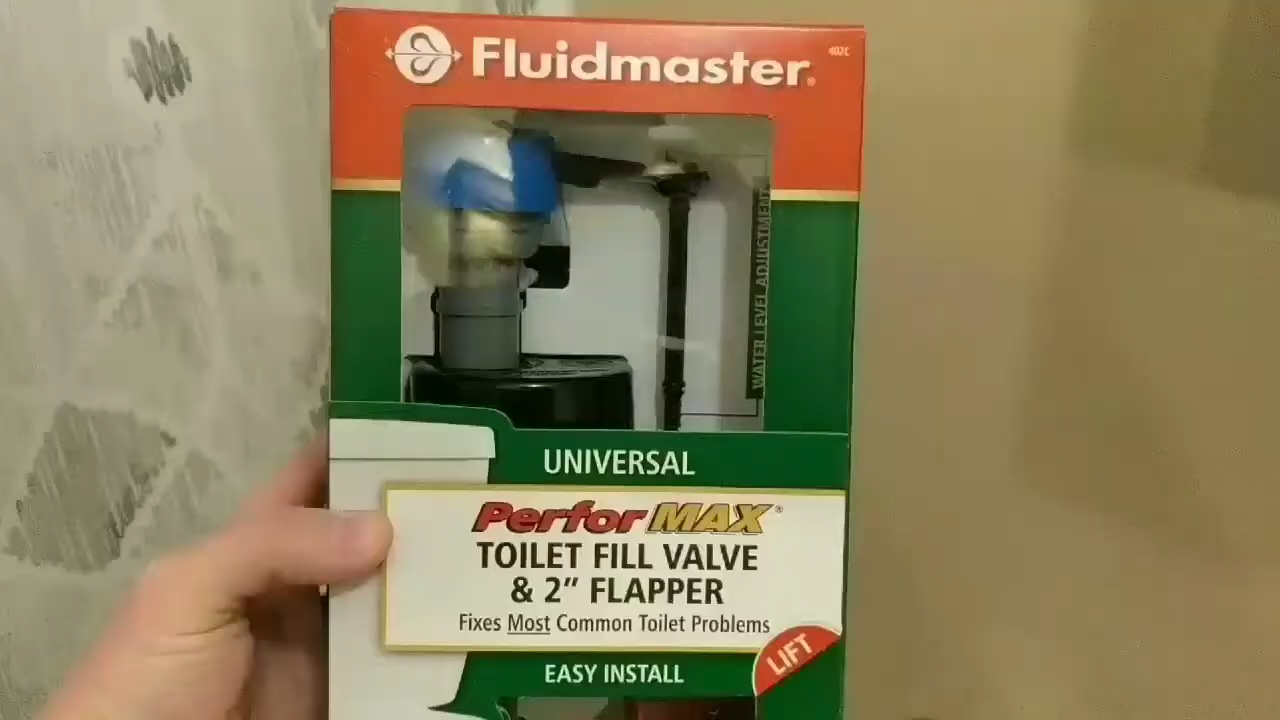 Fluidmaster®
402C
WATER LEVEL ADJUSTMENT
UNIVERSAL
PerforMAX®
TOILET FILL VALVE
& 2" FLAPPER
Fixes Most Common Toilet Problems
LIFT
EASY INSTALL